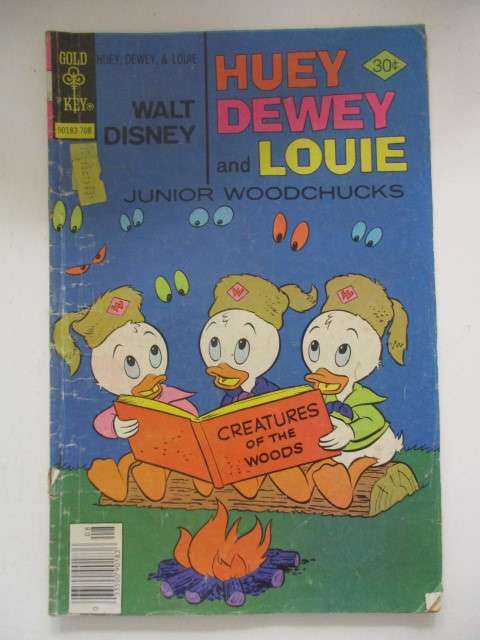 GOLD
KEY®
90183-708
HUEY, DEWEY, & LOUIE
WALT
DISNEY
HUEY
DEWEY
and LOUIE
30¢
JUNIOR WOODCHUCKS
CREATURES
OF THE
WOODS
08